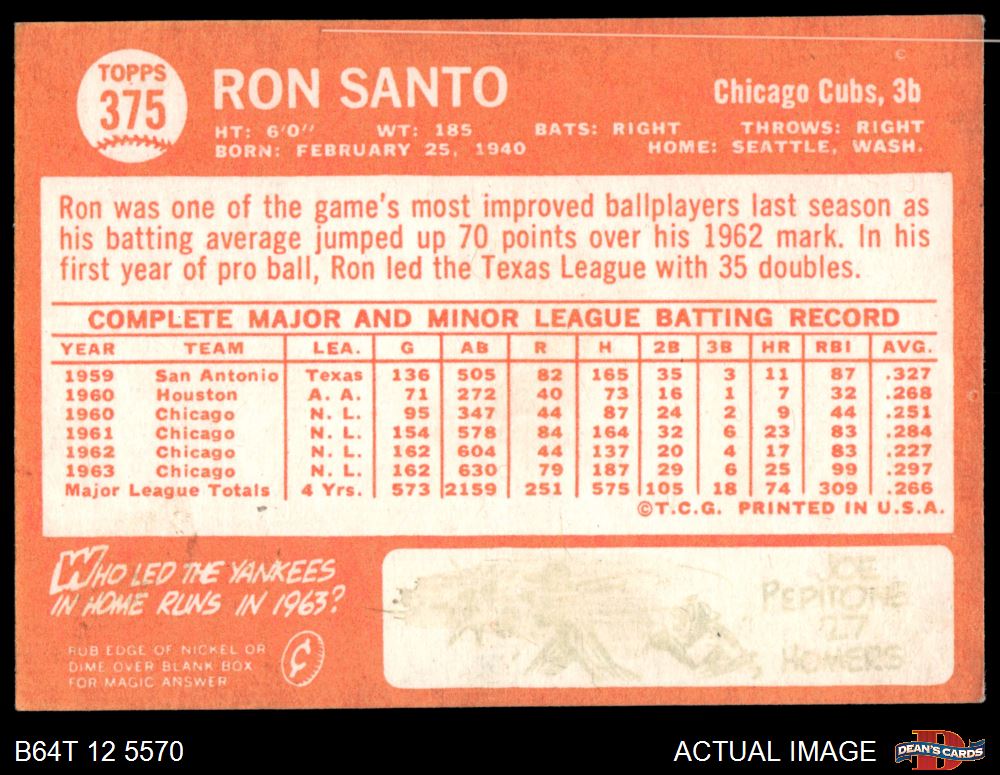 TOPPS
375
RON SANTO
Chicago Cubs, 3b
HT: 6'0" WT: 185 BATS: RIGHT THROWS: RIGHT
BORN: FEBRUARY 25, 1940 HOME: SEATTLE, WASH.
Ron was one of the game's most improved ballplayers last season as
his batting average jumped up 70 points over his 1962 mark. In his
first year of pro ball, Ron led the Texas League with 35 doubles.
COMPLETE MAJOR AND MINOR LEAGUE BATTING RECORD
YEAR TEAM LEA. G AB R H 2B 3B HR RBI AVG.
1959 San Antonio Texas 136 505 82 165 35 3 11 87 .327
1960 Houston A. A. 71 272 40 73 16 1 7 32 .268
1960 Chicago N. L. 95 347 44 87 24 2 9 44 .251
1961 Chicago N. L. 154 578 84 164 32 6 23 83 .284
1962 Chicago N. L. 162 604 44 137 20 4 17 83 .227
1963 Chicago N. L. 162 630 79 187 29 6 25 99 .297
Major League Totals 4 Yrs. 573 2159 251 575 105 18 74 309 .266
©T.C.G. PRINTED IN U.S.A.
WHO LED THE YANKEES
IN HOME RUNS IN 1963?
RUB EDGE OF NICKEL OR
DIME OVER BLANK BOX
FOR MAGIC ANSWER
¢
JOE
PEPITONE
27
HOMERS
B64T 12 5570
ACTUAL IMAGE
DEAN'S CARDS